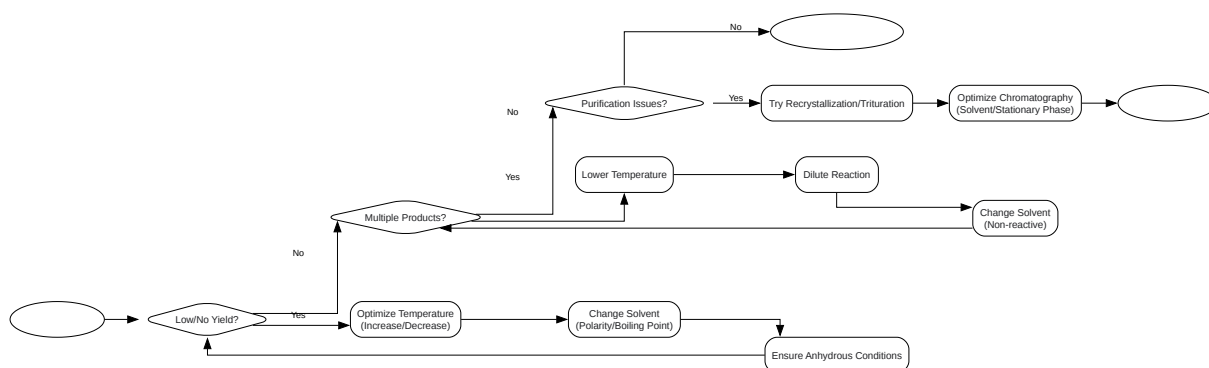 No
Purification Issues?
Yes
Try Recrystallization/Trituration
Optimize Chromatography
(Solvent/Stationary Phase)
No
Yes
Lower Temperature
Dilute Reaction
Multiple Products?
Change Solvent
(Non-reactive)
No
Low/No Yield?
Yes
Optimize Temperature
(Increase/Decrease)
Change Solvent
(Polarity/Boiling Point)
Ensure Anhydrous Conditions